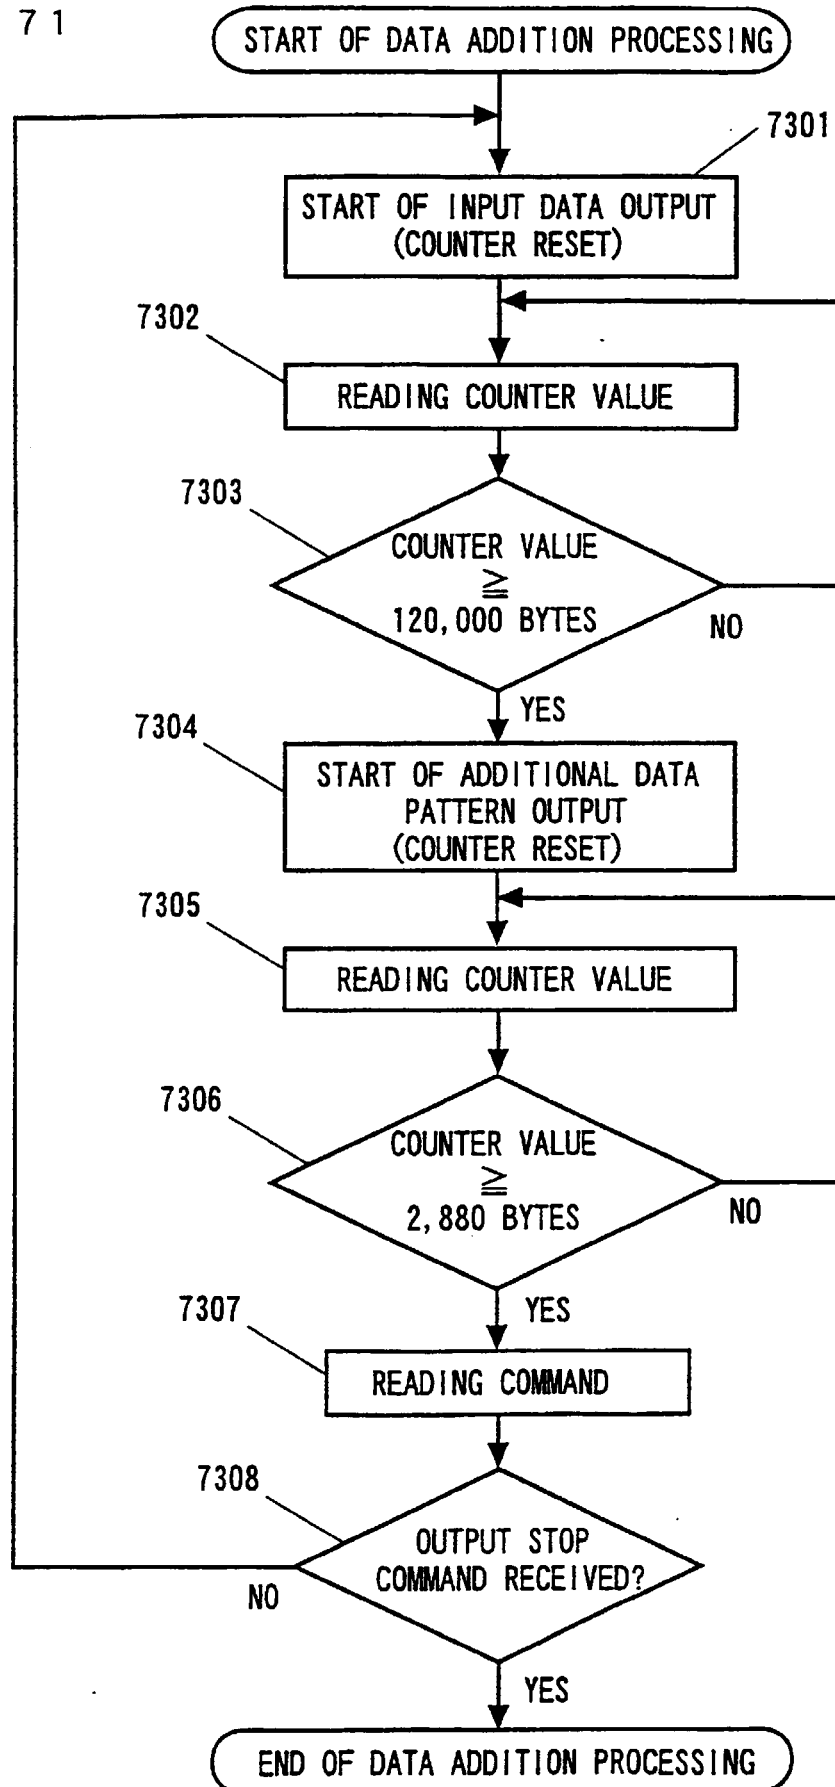 71
START OF DATA ADDITION PROCESSING
7301
START OF INPUT DATA OUTPUT
(COUNTER RESET)
7302
READING COUNTER VALUE
7303
COUNTER VALUE
≧
120,000 BYTES
NO
YES
7304
START OF ADDITIONAL DATA
PATTERN OUTPUT
(COUNTER RESET)
7305
READING COUNTER VALUE
7306
COUNTER VALUE
≧
2,880 BYTES
NO
YES
7307
READING COMMAND
7308
OUTPUT STOP
COMMAND RECEIVED?
NO
YES
END OF DATA ADDITION PROCESSING